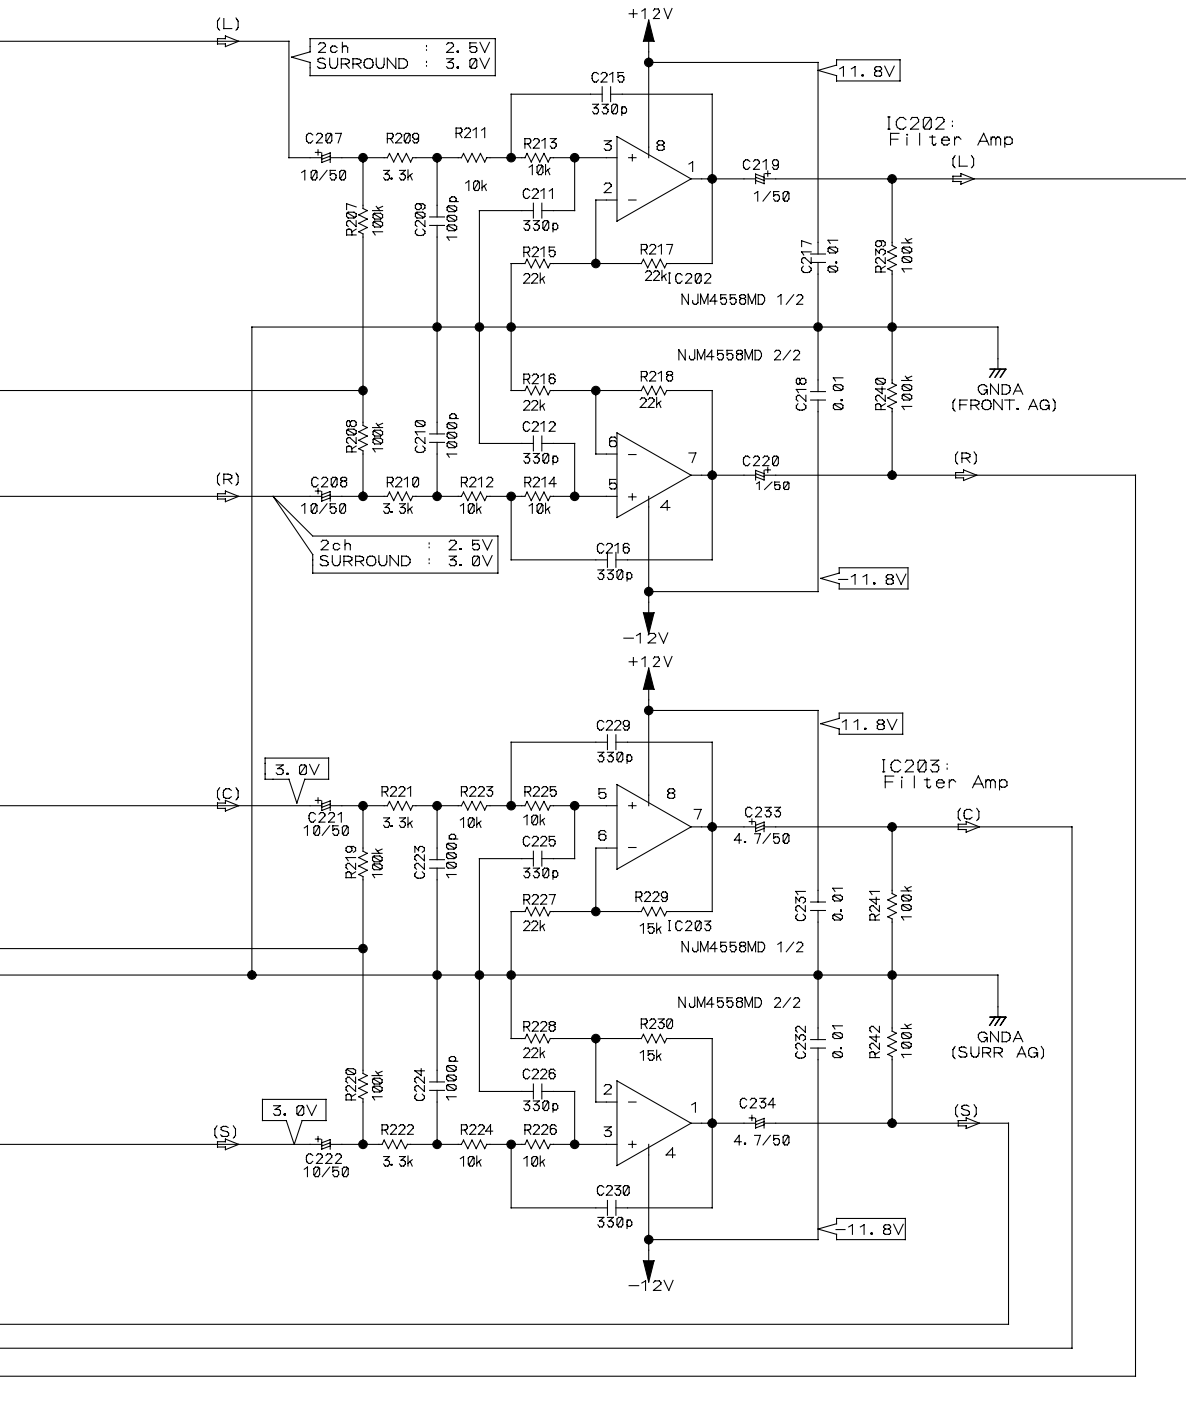 +12V
(L)
2ch : 2.5V
SURROUND : 3.0V
11.8V
C215
330p
IC202:
Filter Amp
C207
10/50
R209
3.3k
R211
10k
R213
10k
3
+
8
1
2
−
C219
1/50
(L)
C211
330p
R207
100k
C209
1000p
R215
22k
R217
22k
IC202
NJM4558MD 1/2
C217
0.01
R239
100k
NJM4558MD 2/2
R216
22k
R218
22k
C218
0.01
R240
100k
GNDA
(FRONT.AG)
R208
100k
C210
1000p
C212
330p
6
−
7
5
+
4
C220
1/50
(R)
(R)
C208
10/50
R210
3.3k
R212
10k
R214
10k
2ch : 2.5V
SURROUND : 3.0V
C216
330p
−11.8V
−12V
+12V
11.8V
C229
330p
IC203:
Filter Amp
3.0V
(C)
C221
10/50
R221
3.3k
R223
10k
R225
10k
5
+
8
7
6
−
C233
4.7/50
(C)
C225
330p
R219
100k
C223
1000p
R227
22k
R229
15k
IC203
NJM4558MD 1/2
C231
0.01
R241
100k
NJM4558MD 2/2
R228
22k
R230
15k
C232
0.01
R242
100k
GNDA
(SURR AG)
R220
100k
C224
1000p
C226
330p
2
−
1
3
+
4
C234
4.7/50
(S)
3.0V
(S)
C222
10/50
R222
3.3k
R224
10k
R226
10k
C230
330p
−11.8V
−12V